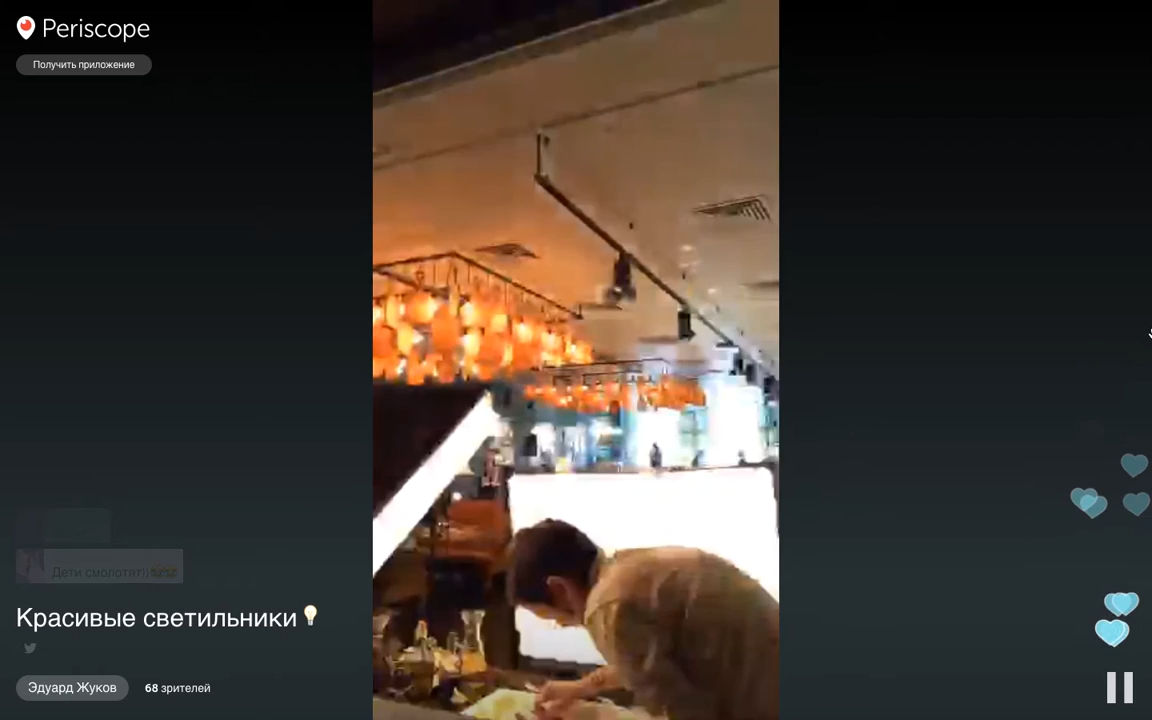 Periscope
Получить приложение
Дети смолотят))
Красивые светильники
Эдуард Жуков
68 зрителей